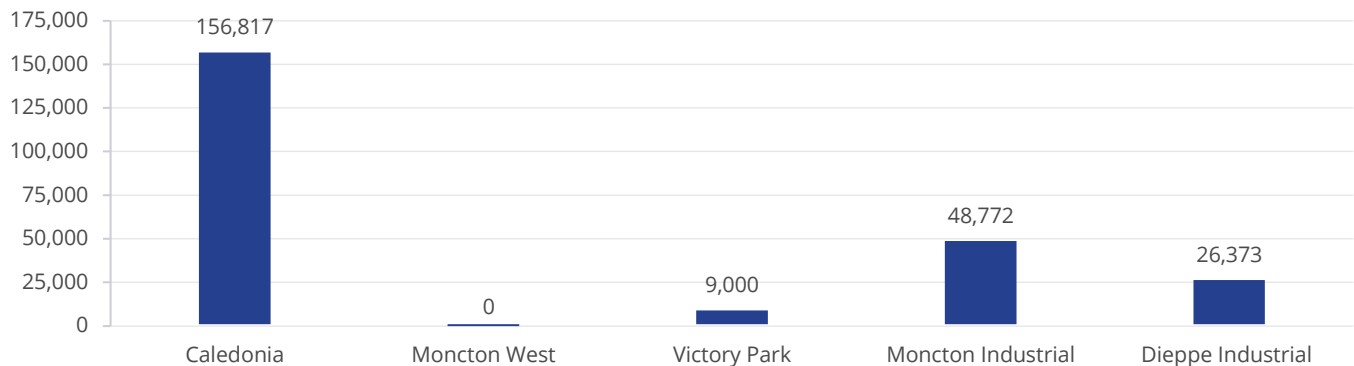 175,000
150,000
125,000
100,000
75,000
50,000
25,000
0
156,817
0
9,000
48,772
26,373
Caledonia
Moncton West
Victory Park
Moncton Industrial
Dieppe Industrial